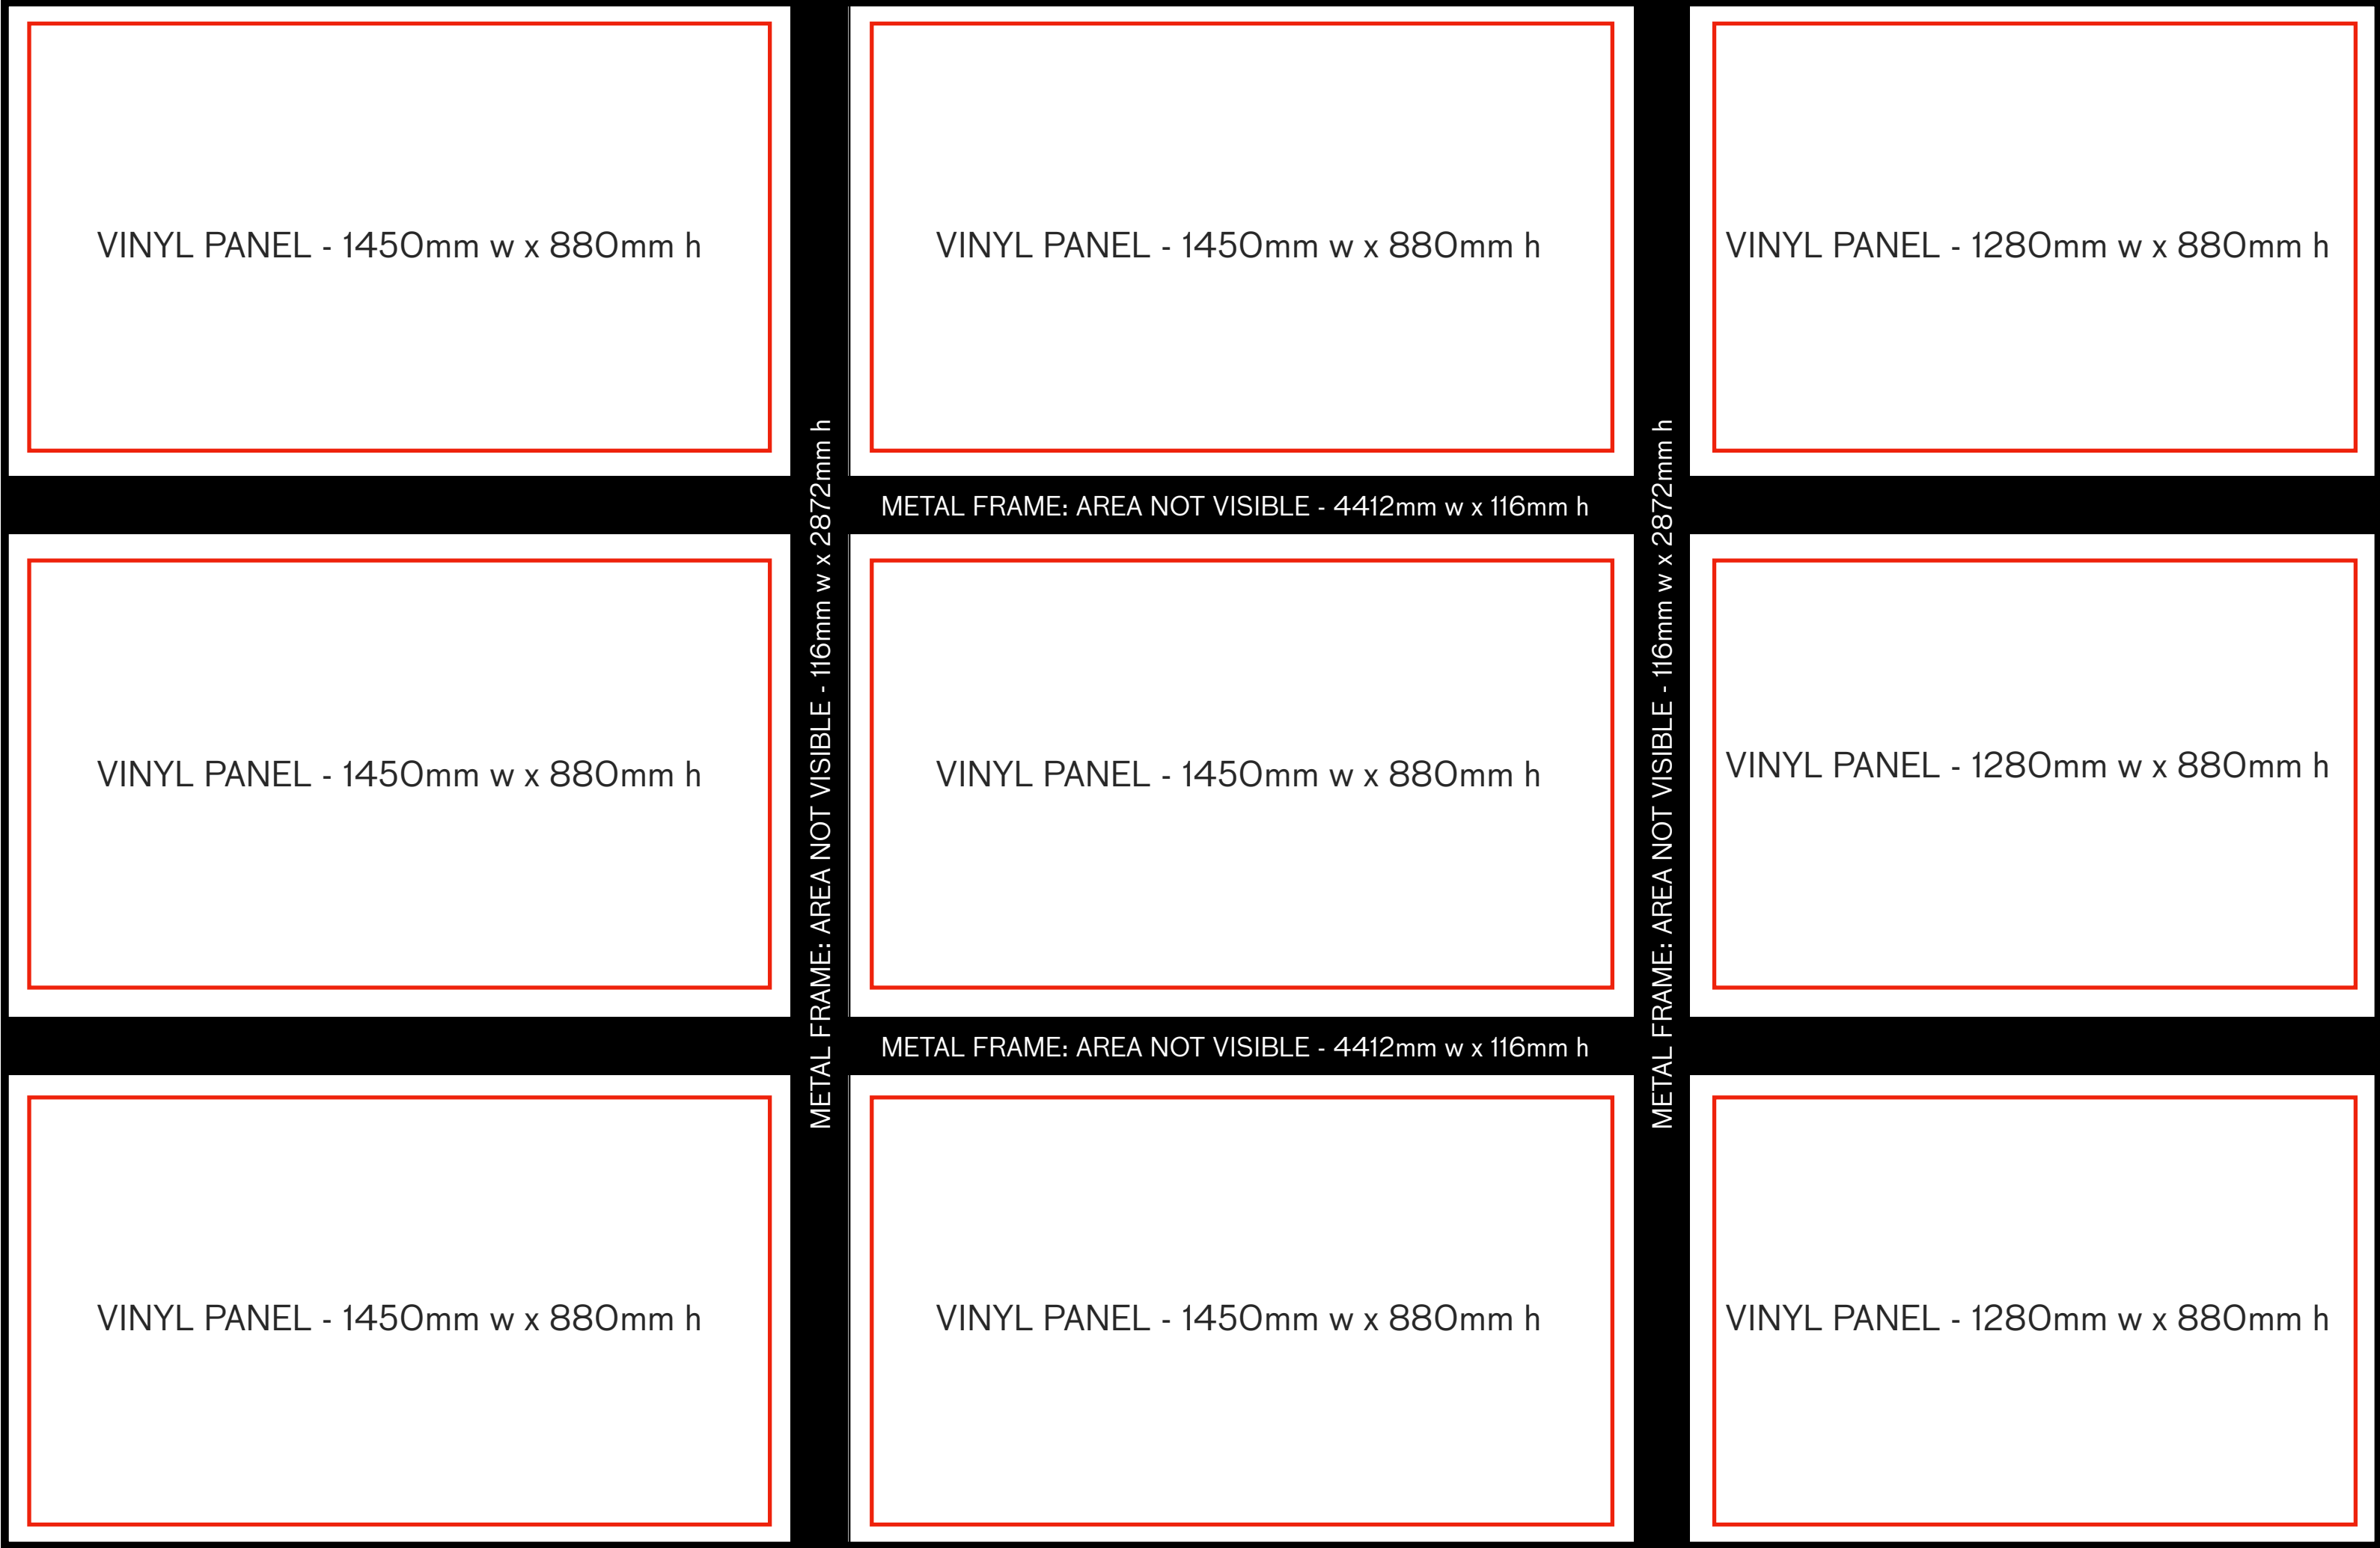 VINYL PANEL - 1450mm w x 880mm h
VINYL PANEL - 1450mm w x 880mm h
VINYL PANEL - 1280mm w x 880mm h
METAL FRAME: AREA NOT VISIBLE - 116mm w x 2872mm h
METAL FRAME: AREA NOT VISIBLE - 4412mm w x 116mm h
METAL FRAME: AREA NOT VISIBLE - 116mm w x 2872mm h
VINYL PANEL - 1450mm w x 880mm h
VINYL PANEL - 1450mm w x 880mm h
VINYL PANEL - 1280mm w x 880mm h
METAL FRAME: AREA NOT VISIBLE - 4412mm w x 116mm h
VINYL PANEL - 1450mm w x 880mm h
VINYL PANEL - 1450mm w x 880mm h
VINYL PANEL - 1280mm w x 880mm h